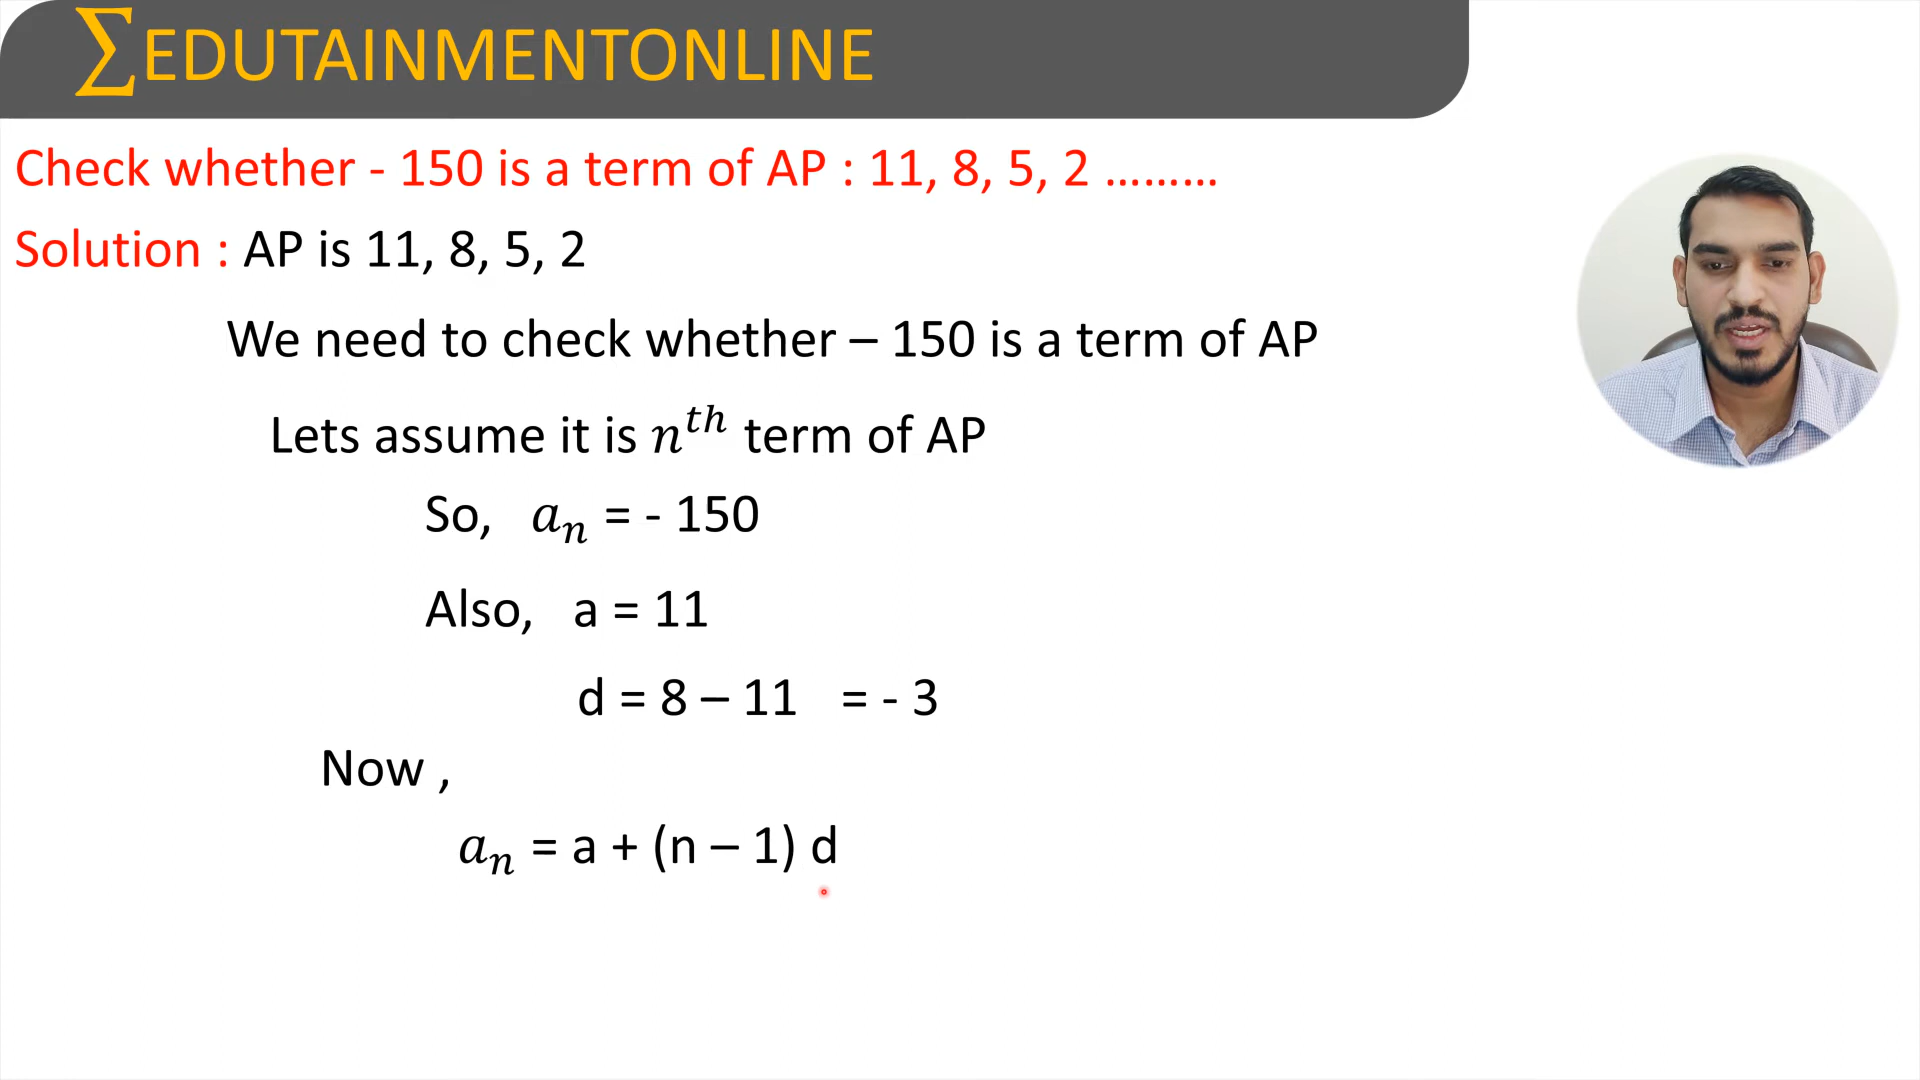 ∑EDUTAINMENTONLINE
Check whether - 150 is a term of AP : 11, 8, 5, 2 .........
Solution : AP is 11, 8, 5, 2
We need to check whether – 150 is a term of AP
Lets assume it is nᵗʰ term of AP
So, aₙ = - 150
Also, a = 11
d = 8 – 11 = - 3
Now ,
aₙ = a + (n – 1) d